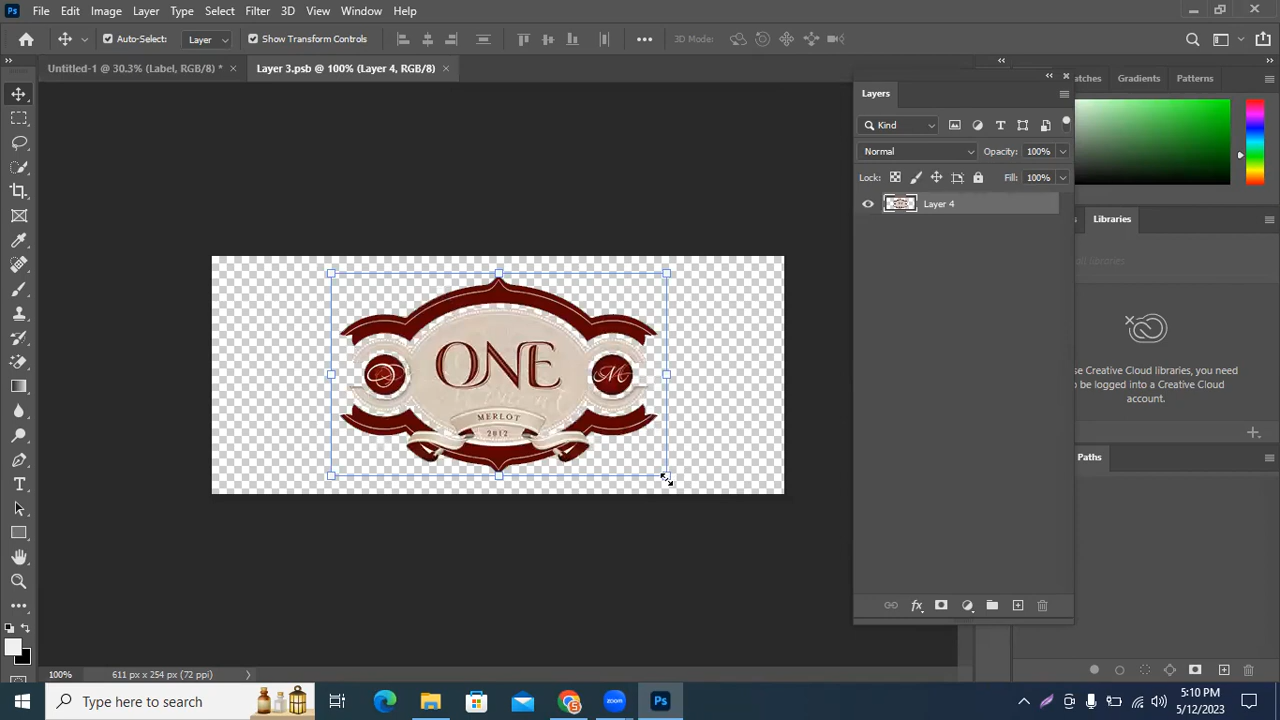 File Edit Image Layer Type Select Filter 3D View Window Help
Auto-Select: Layer Show Transform Controls 3D Mode:
Untitled-1 @ 30.3% (Label, RGB/8) * × Layer 3.psb @ 100% (Layer 4, RGB/8) ×
Gradients Patterns
Layers
Kind
Normal Opacity: 100%
Lock: Fill: 100%
Layer 4
Libraries
Creative Cloud libraries, you need
be logged into a Creative Cloud
account.
Paths
ONE
M
MERLOT
2012
100% 611 px x 254 px (72 ppi)
Type here to search
zoom
Ps
5:10 PM
5/12/2023